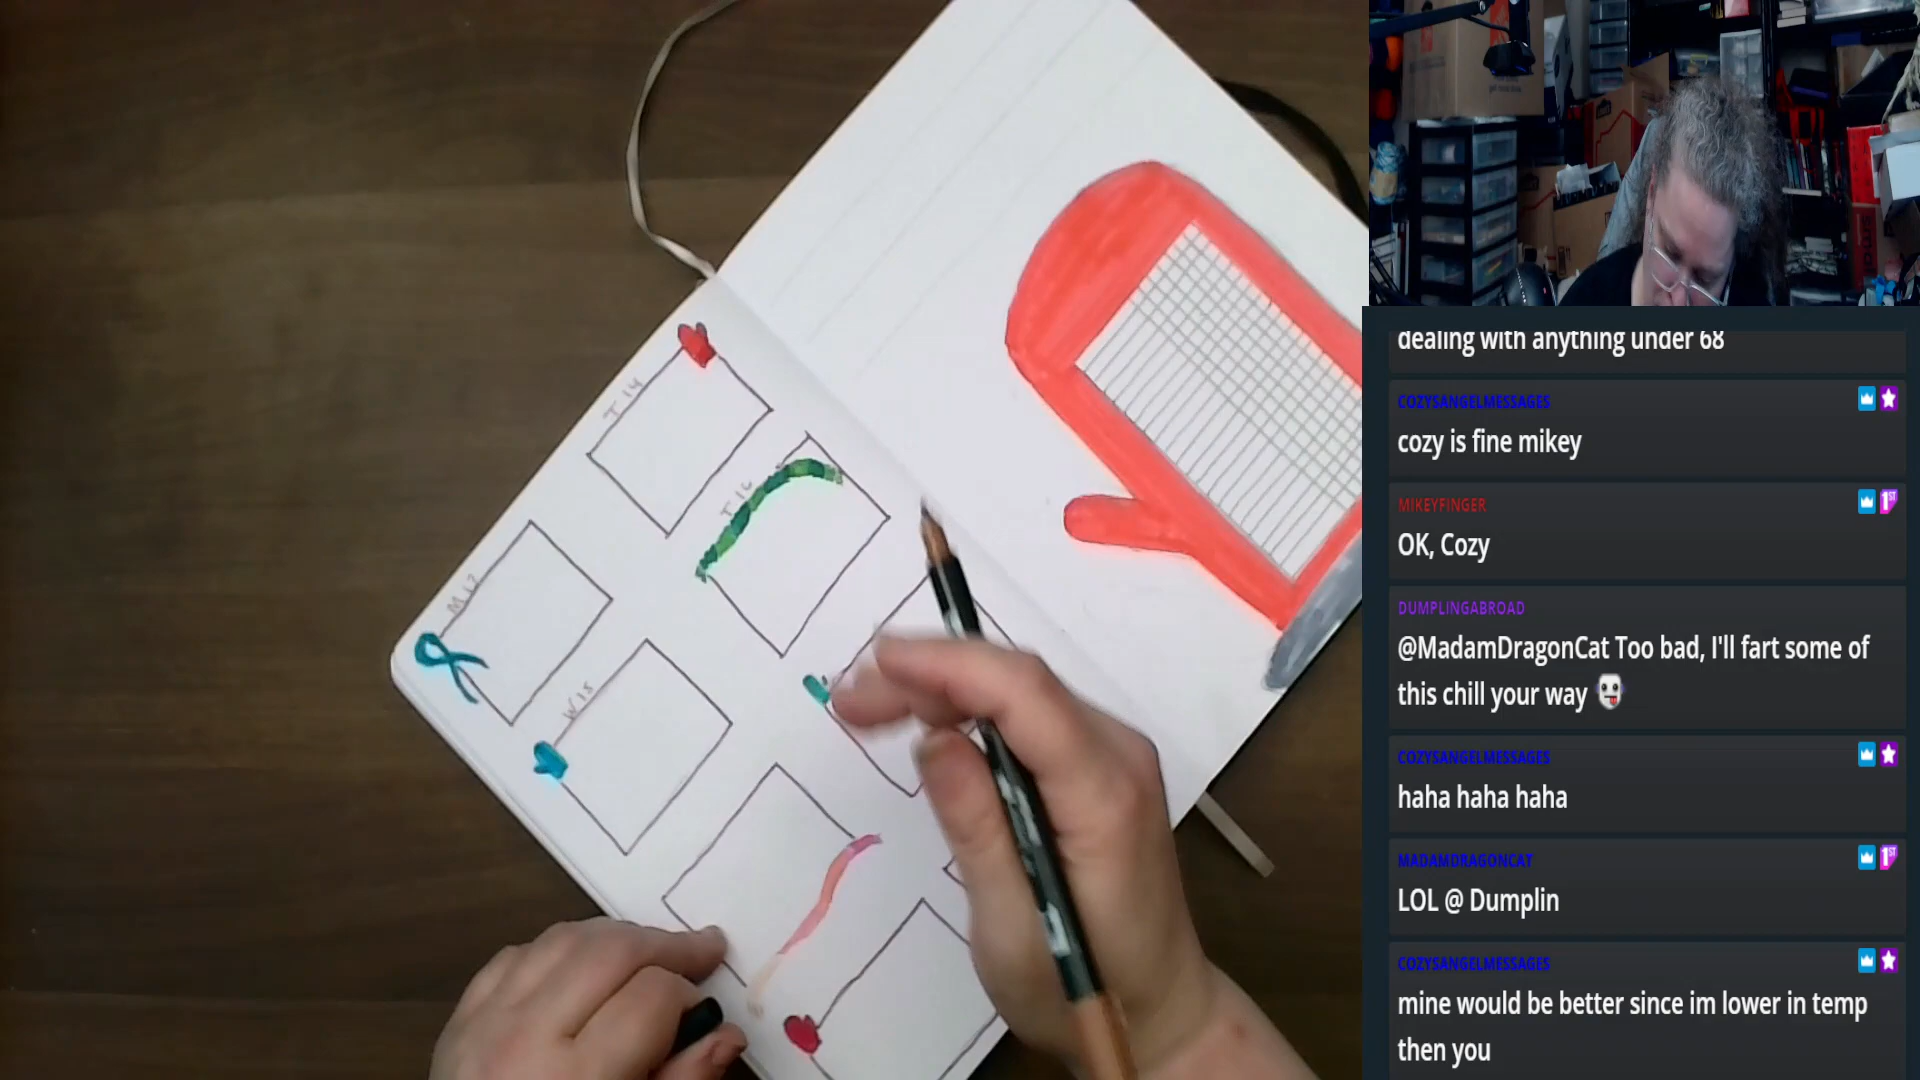 T 14
T 16
M 13
W 15
dealing with anything under 68
COZYSANGELMESSAGES
cozy is fine mikey
MIKEYFINGER
OK, Cozy
DUMPLINGABROAD
@MadamDragonCat Too bad, I'll fart some of
this chill your way
COZYSANGELMESSAGES
haha haha haha
MADAMDRAGONCAT
LOL @ Dumplin
COZYSANGELMESSAGES
mine would be better since im lower in temp
then you